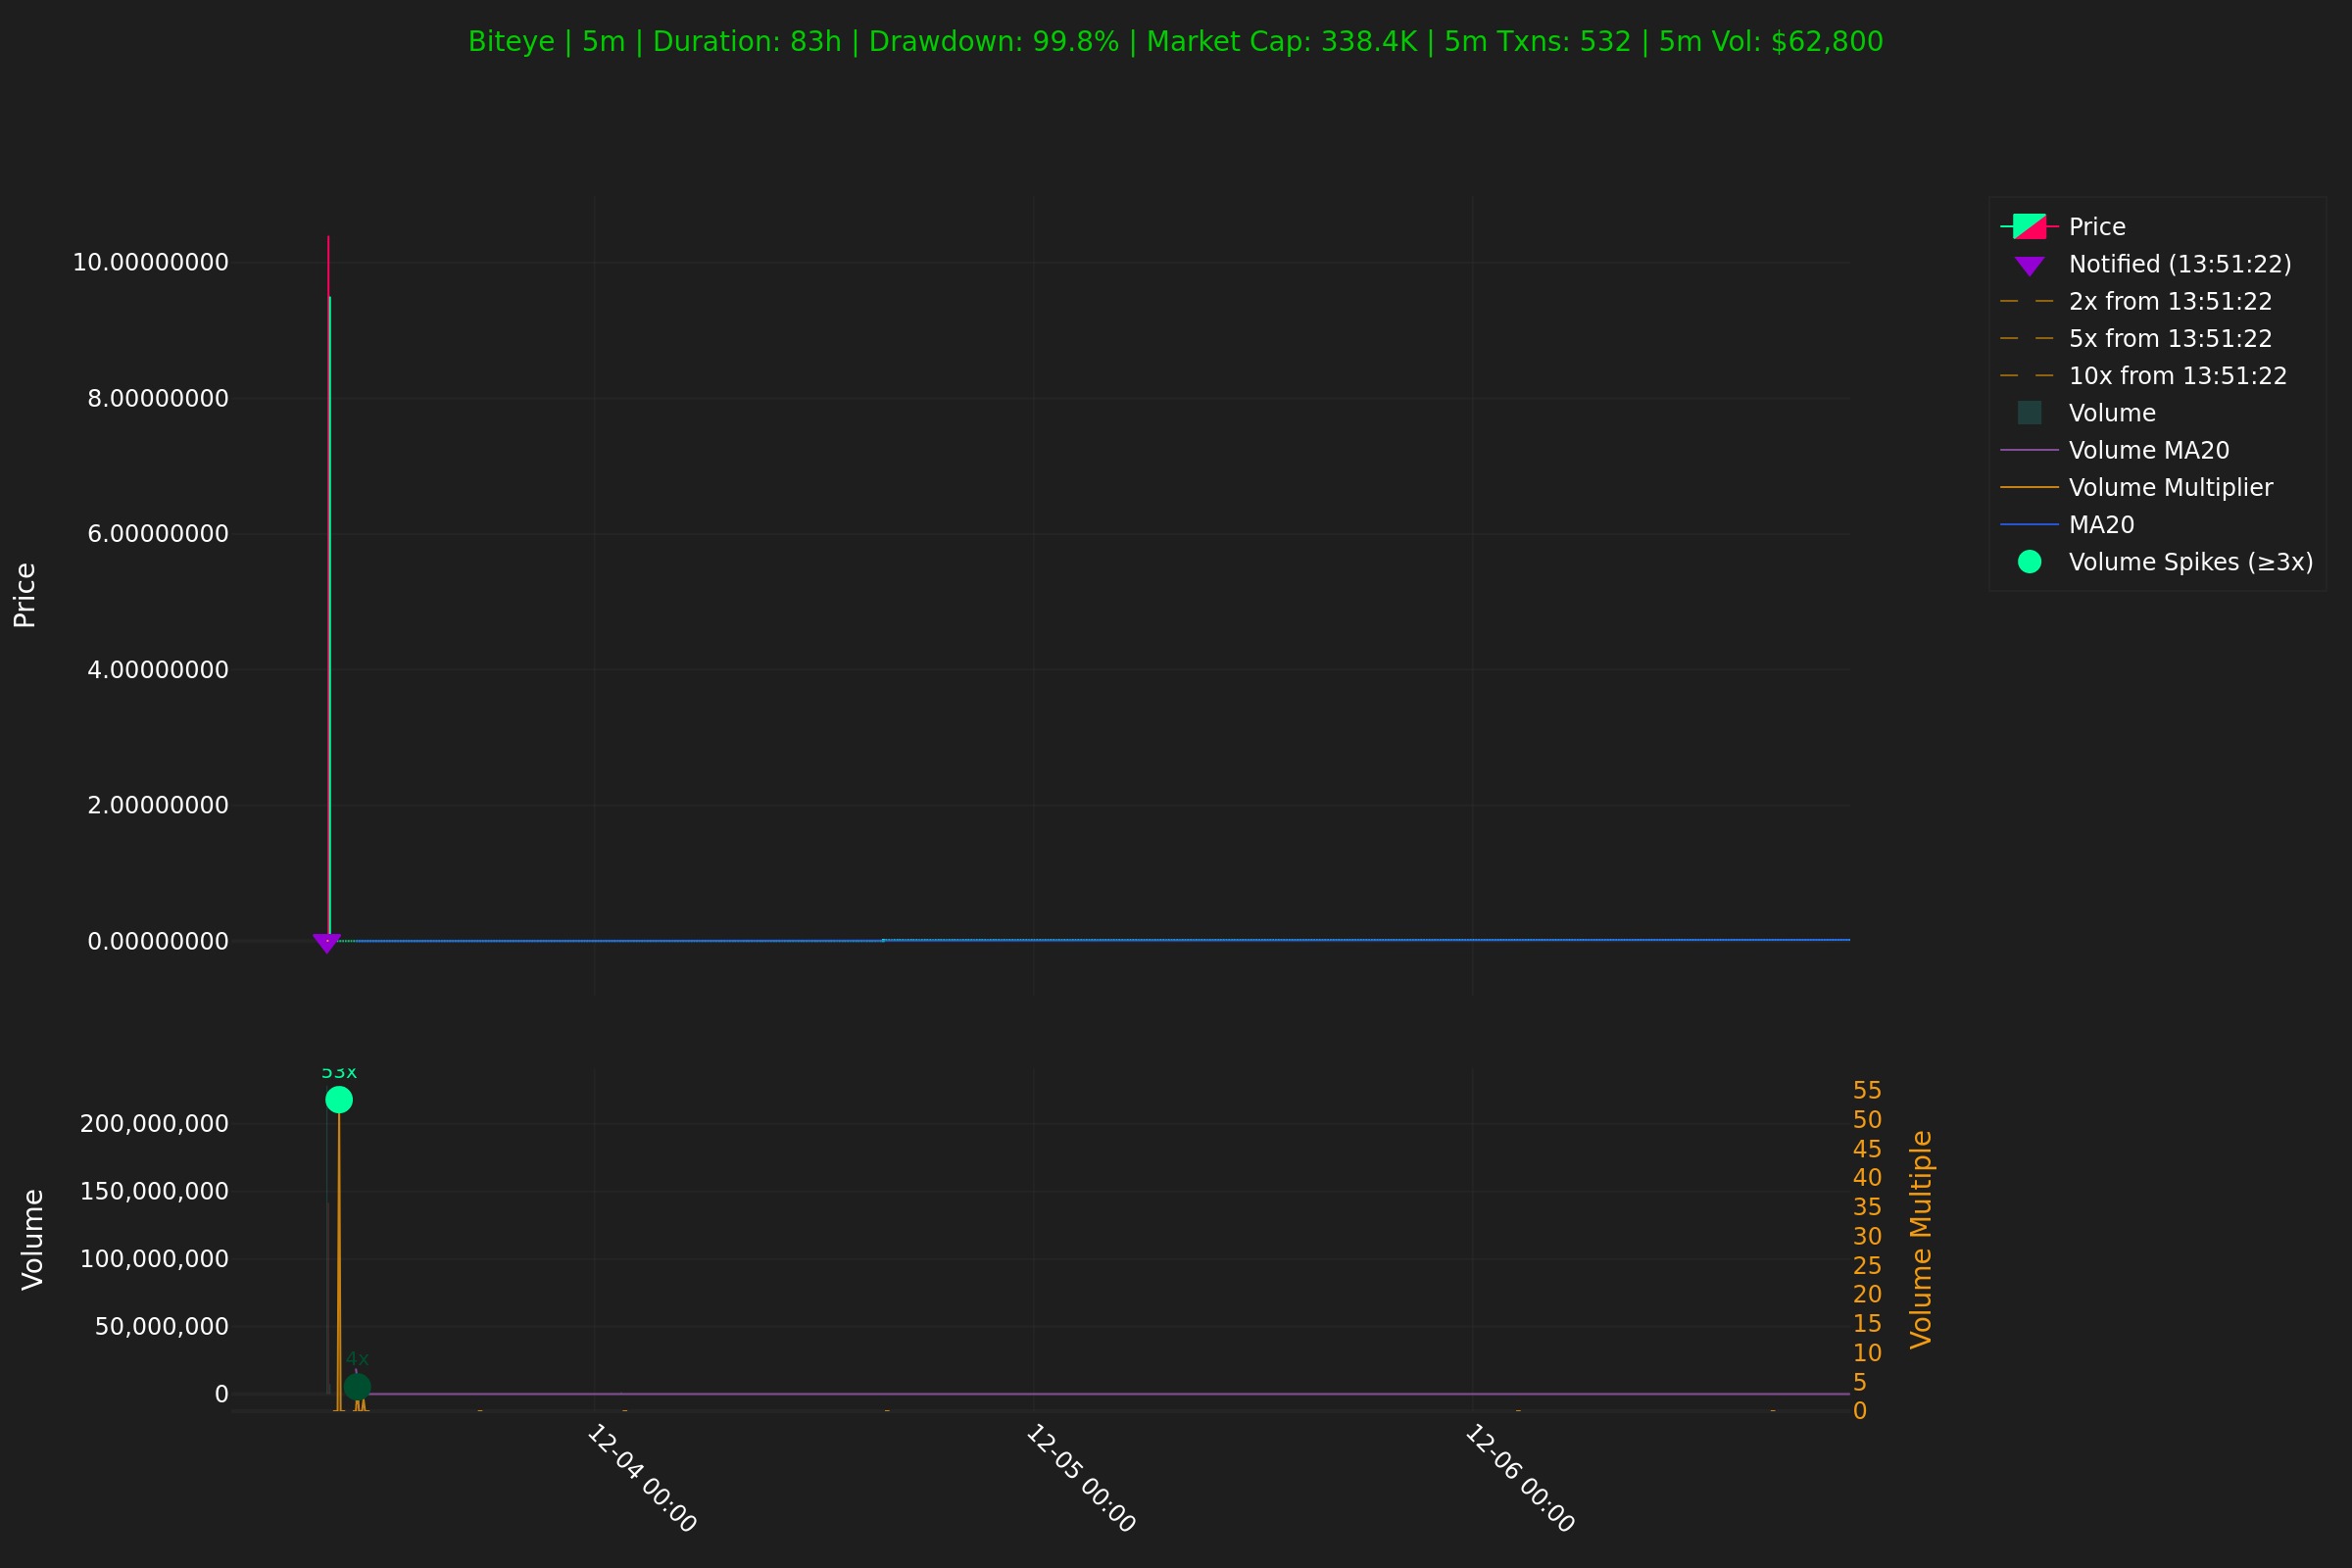 Biteye | 5m | Duration: 83h | Drawdown: 99.8% | Market Cap: 338.4K | 5m Txns: 532 | 5m Vol: $62,800
Price
10.00000000
8.00000000
6.00000000
4.00000000
2.00000000
0.00000000
Price
Notified (13:51:22)
2x from 13:51:22
5x from 13:51:22
10x from 13:51:22
Volume
Volume MA20
Volume Multiplier
MA20
Volume Spikes (≥3x)
Volume
200,000,000
150,000,000
100,000,000
50,000,000
0
53x
4x
55
50
45
40
35
30
25
20
15
10
5
0
Volume Multiple
12-04 00:00
12-05 00:00
12-06 00:00